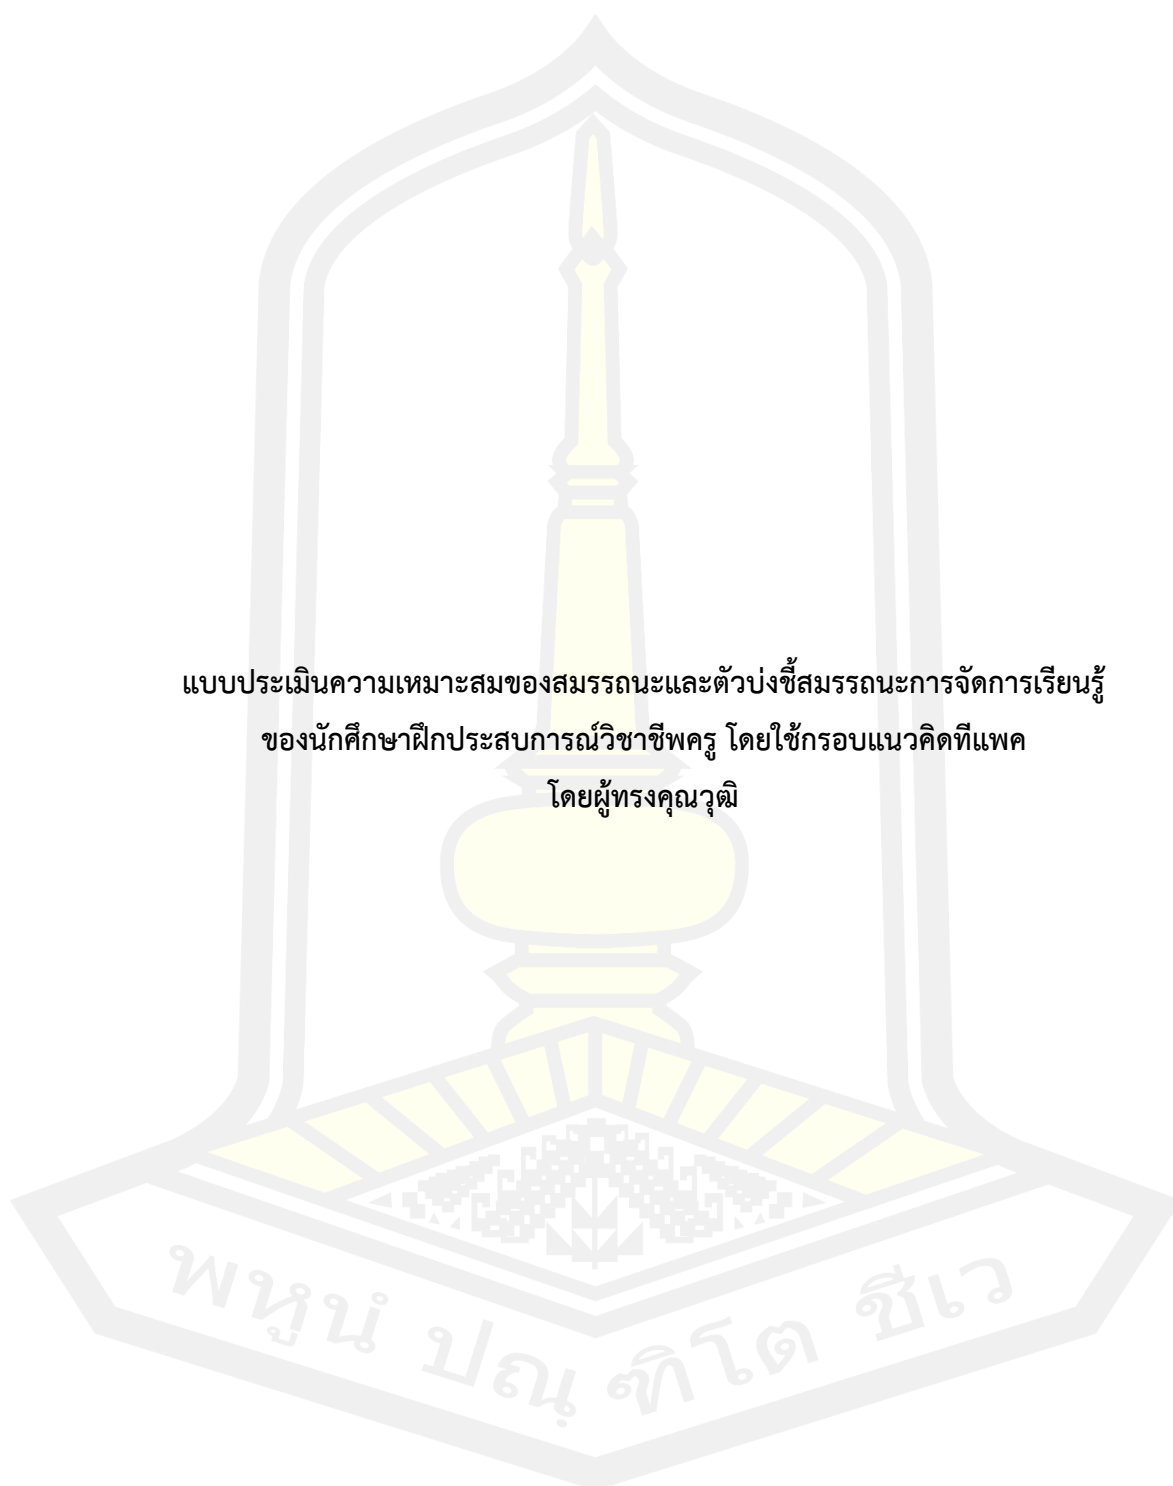 แบบประเมินความเหมาะสมของสมรรถนะและตัวบ่งชี้สมรรถนะการจัดการเรียนรู้
ของนักศึกษาฝึกประสบการณ์วิชาชีพครู โดยใช้กรอบแนวคิดทีแพค
โดยผู้ทรงคุณวุฒิ
พหูนํ ปณฺฑิโต ชีเว